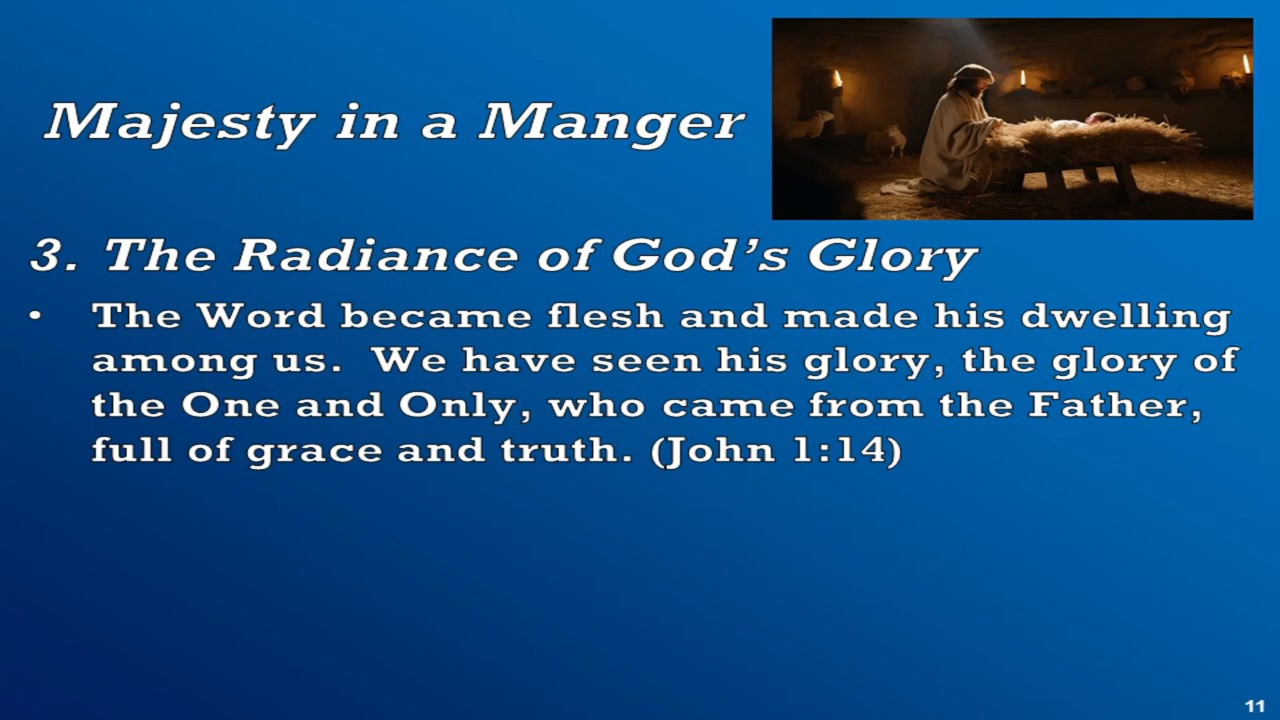 Majesty in a Manger
3. The Radiance of God’s Glory
• The Word became flesh and made his dwelling
among us.  We have seen his glory, the glory of
the One and Only, who came from the Father,
full of grace and truth. (John 1:14)
11